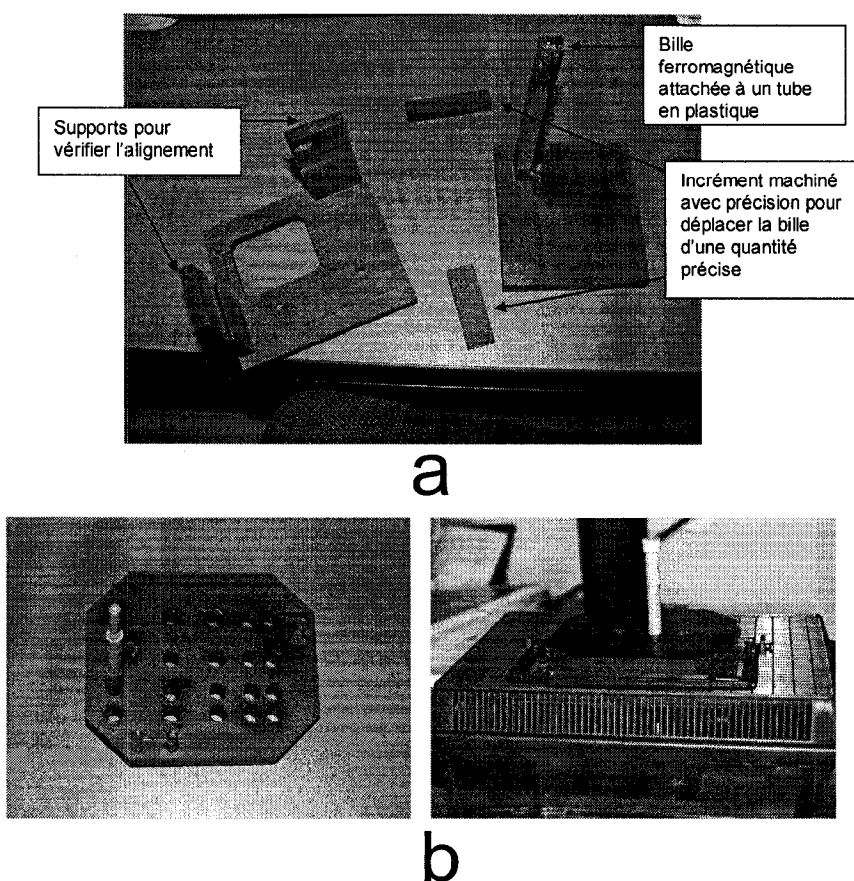 Bille
ferromagnétique
attachée à un tube
en plastique
Supports pour
vérifier l'alignement
Incrément machiné
avec précision pour
déplacer la bille
d'une quantité
précise
a
b